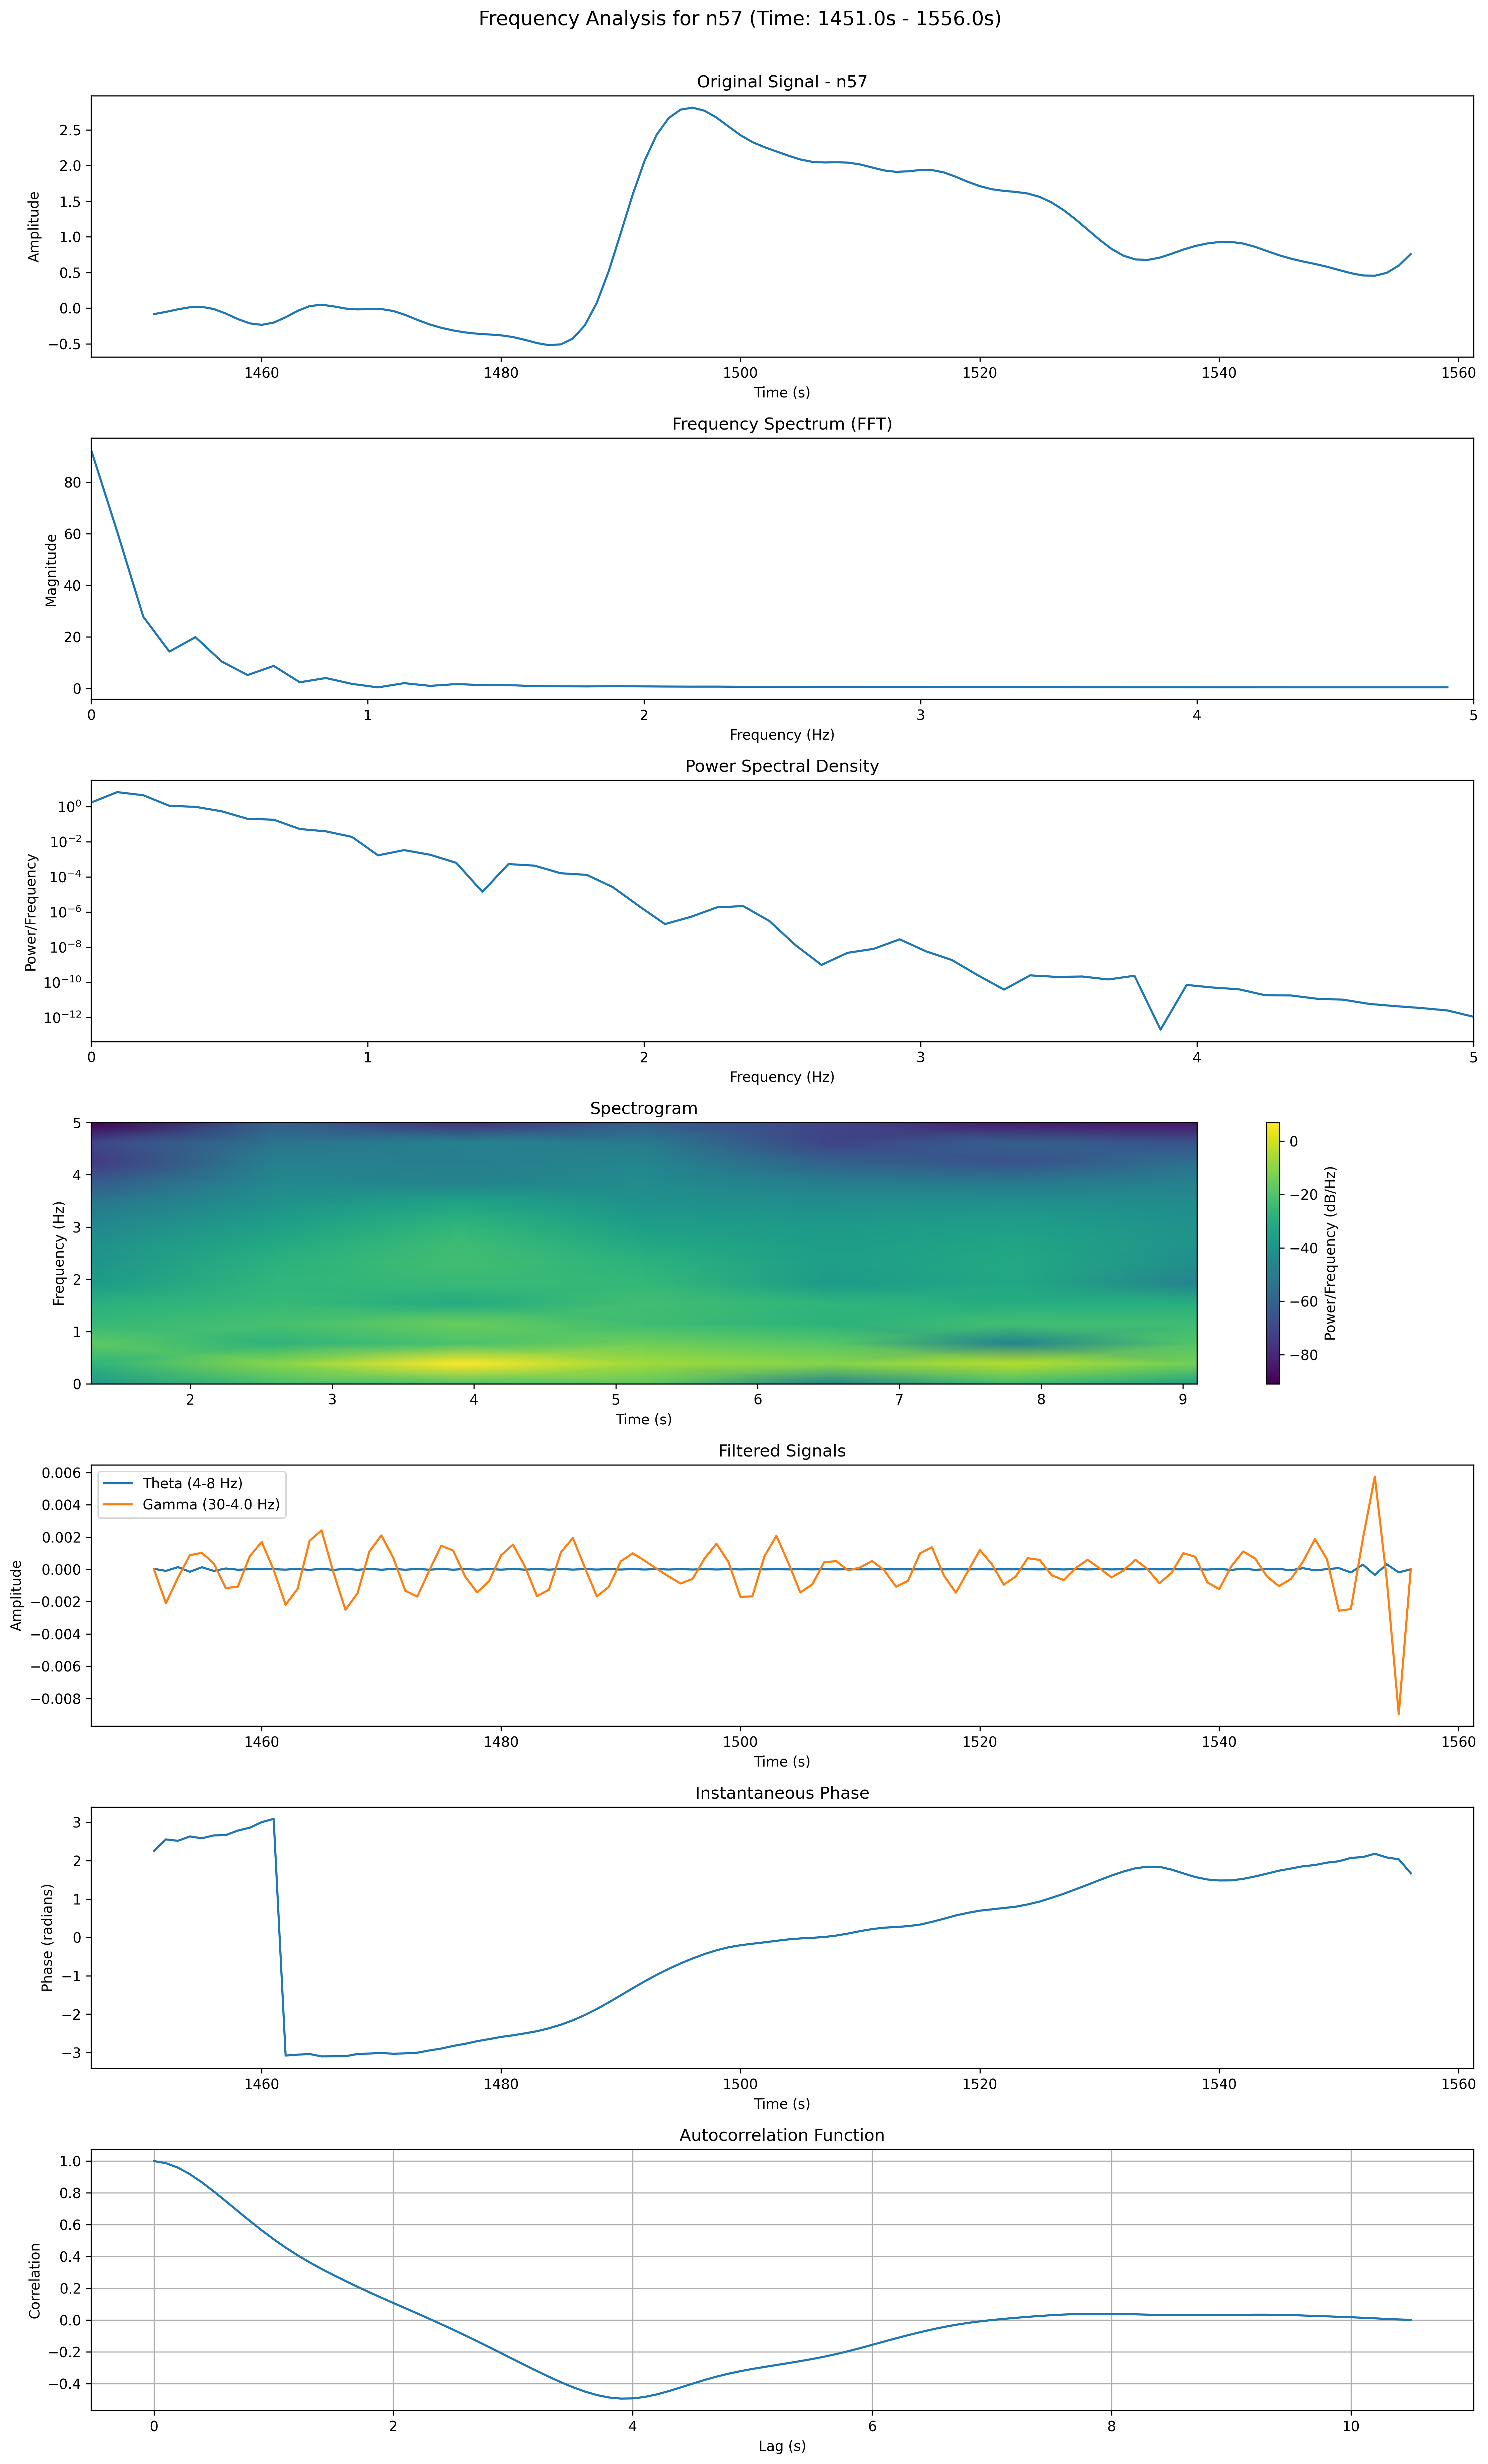 Frequency Analysis for n57 (Time: 1451.0s - 1556.0s)
Original Signal - n57
Amplitude
2.5
2.0
1.5
1.0
0.5
0.0
−0.5
1460 1480 1500 1520 1540 1560
Time (s)
Frequency Spectrum (FFT)
Magnitude
80
60
40
20
0
0 1 2 3 4 5
Frequency (Hz)
Power Spectral Density
Power/Frequency
10⁰
10⁻²
10⁻⁴
10⁻⁶
10⁻⁸
10⁻¹⁰
10⁻¹²
0 1 2 3 4 5
Frequency (Hz)
Spectrogram
Frequency (Hz)
5
4
3
2
1
0
2 3 4 5 6 7 8 9
Time (s)
0
−20
−40
−60
−80
Power/Frequency (dB/Hz)
Filtered Signals
Theta (4-8 Hz)
Gamma (30-4.0 Hz)
Amplitude
0.006
0.004
0.002
0.000
−0.002
−0.004
−0.006
−0.008
1460 1480 1500 1520 1540 1560
Time (s)
Instantaneous Phase
Phase (radians)
3
2
1
0
−1
−2
−3
1460 1480 1500 1520 1540 1560
Time (s)
Autocorrelation Function
Correlation
1.0
0.8
0.6
0.4
0.2
0.0
−0.2
−0.4
0 2 4 6 8 10
Lag (s)